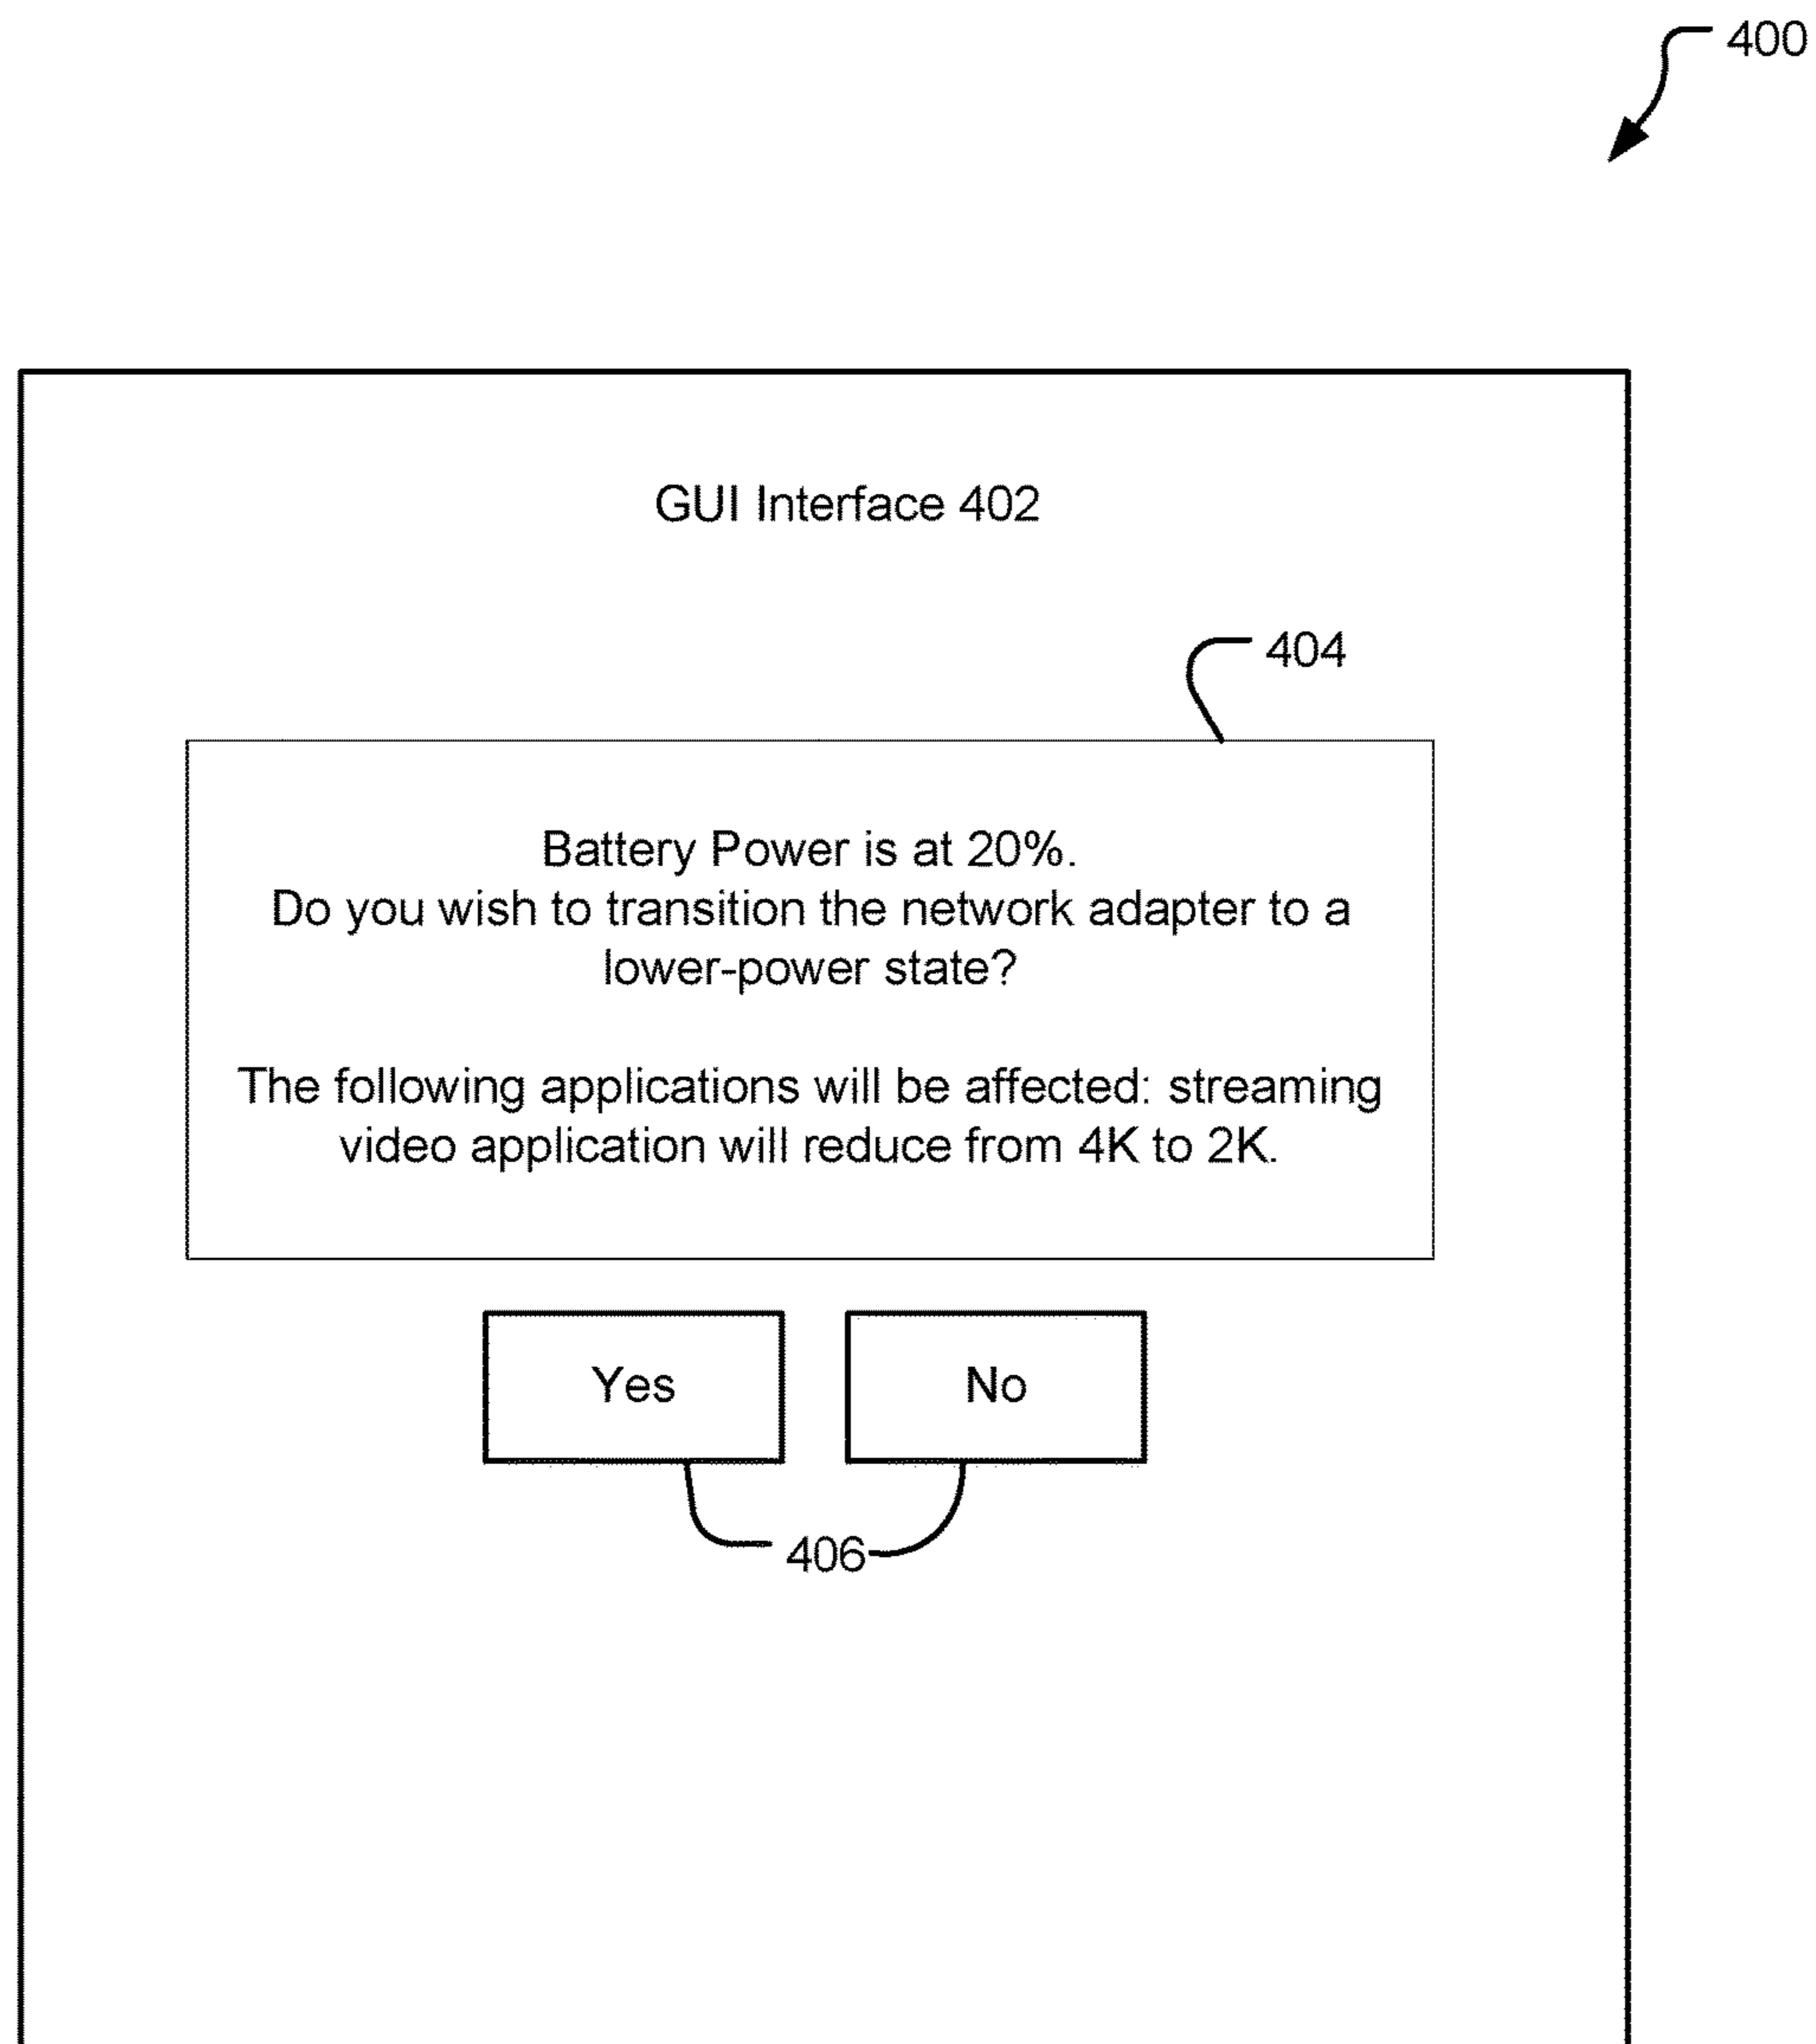 400
GUI Interface 402
404
Battery Power is at 20%.
Do you wish to transition the network adapter to a
lower-power state?
The following applications will be affected: streaming
video application will reduce from 4K to 2K.
Yes
No
406